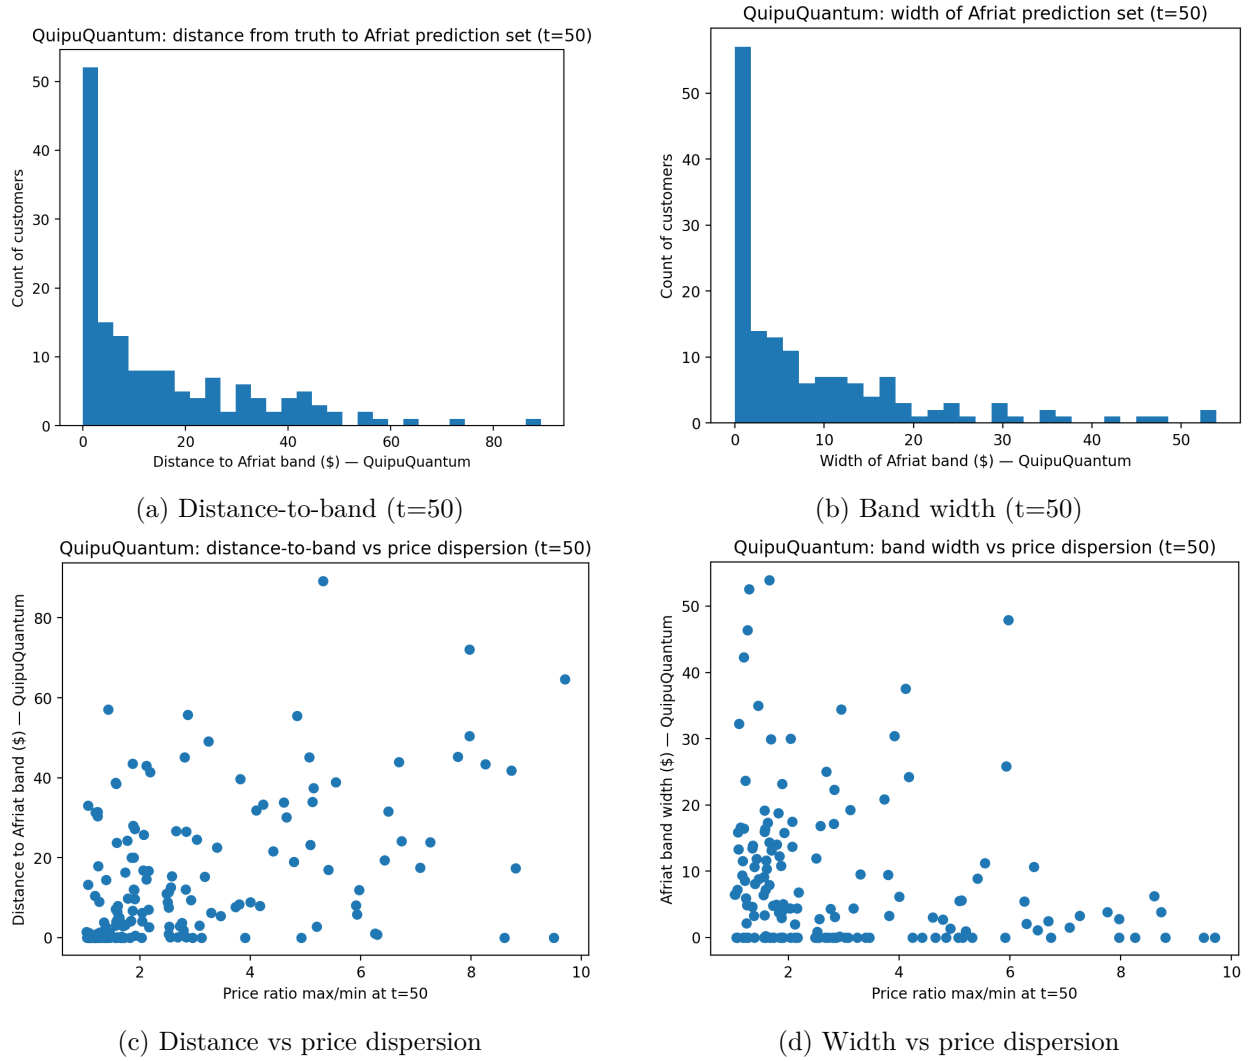 QuipuQuantum: distance from truth to Afriat prediction set (t=50)
Count of customers
50
40
30
20
10
0
0 20 40 60 80
Distance to Afriat band ($) — QuipuQuantum
(a) Distance-to-band (t=50)
QuipuQuantum: width of Afriat prediction set (t=50)
Count of customers
50
40
30
20
10
0
0 10 20 30 40 50
Width of Afriat band ($) — QuipuQuantum
(b) Band width (t=50)
QuipuQuantum: distance-to-band vs price dispersion (t=50)
Distance to Afriat band ($) — QuipuQuantum
80
60
40
20
0
2 4 6 8 10
Price ratio max/min at t=50
(c) Distance vs price dispersion
QuipuQuantum: band width vs price dispersion (t=50)
Afriat band width ($) — QuipuQuantum
50
40
30
20
10
0
2 4 6 8 10
Price ratio max/min at t=50
(d) Width vs price dispersion